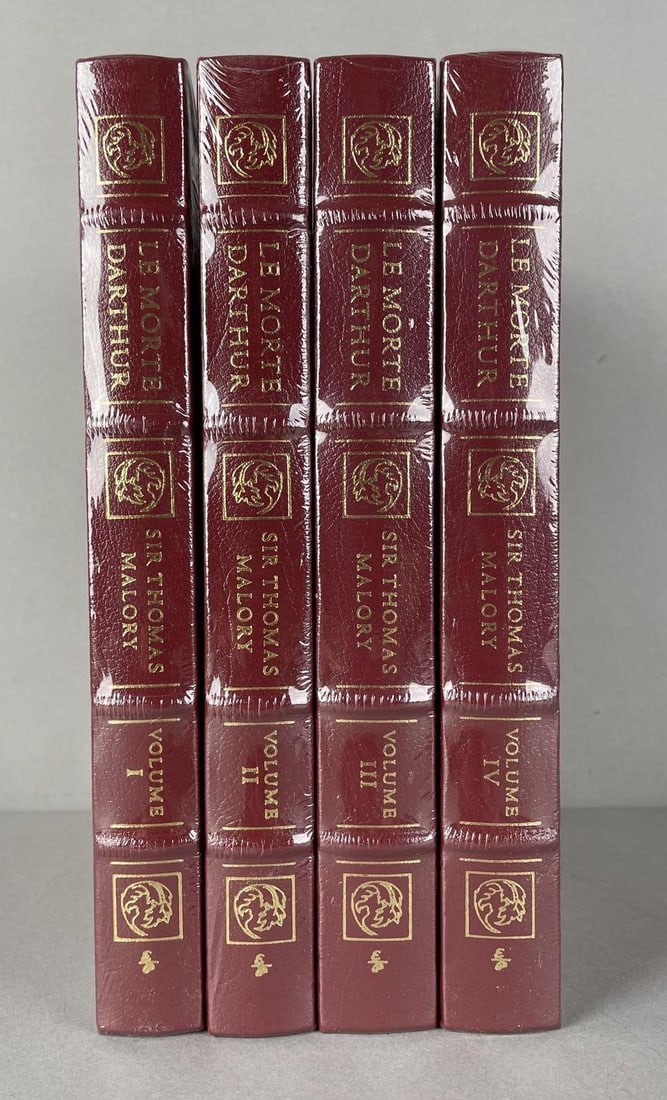 LE MORTE
DARTHUR
SIR THOMAS
MALORY
VOLUME
I
LE MORTE
DARTHUR
SIR THOMAS
MALORY
VOLUME
II
LE MORTE
DARTHUR
SIR THOMAS
MALORY
VOLUME
III
LE MORTE
DARTHUR
SIR THOMAS
MALORY
VOLUME
IV